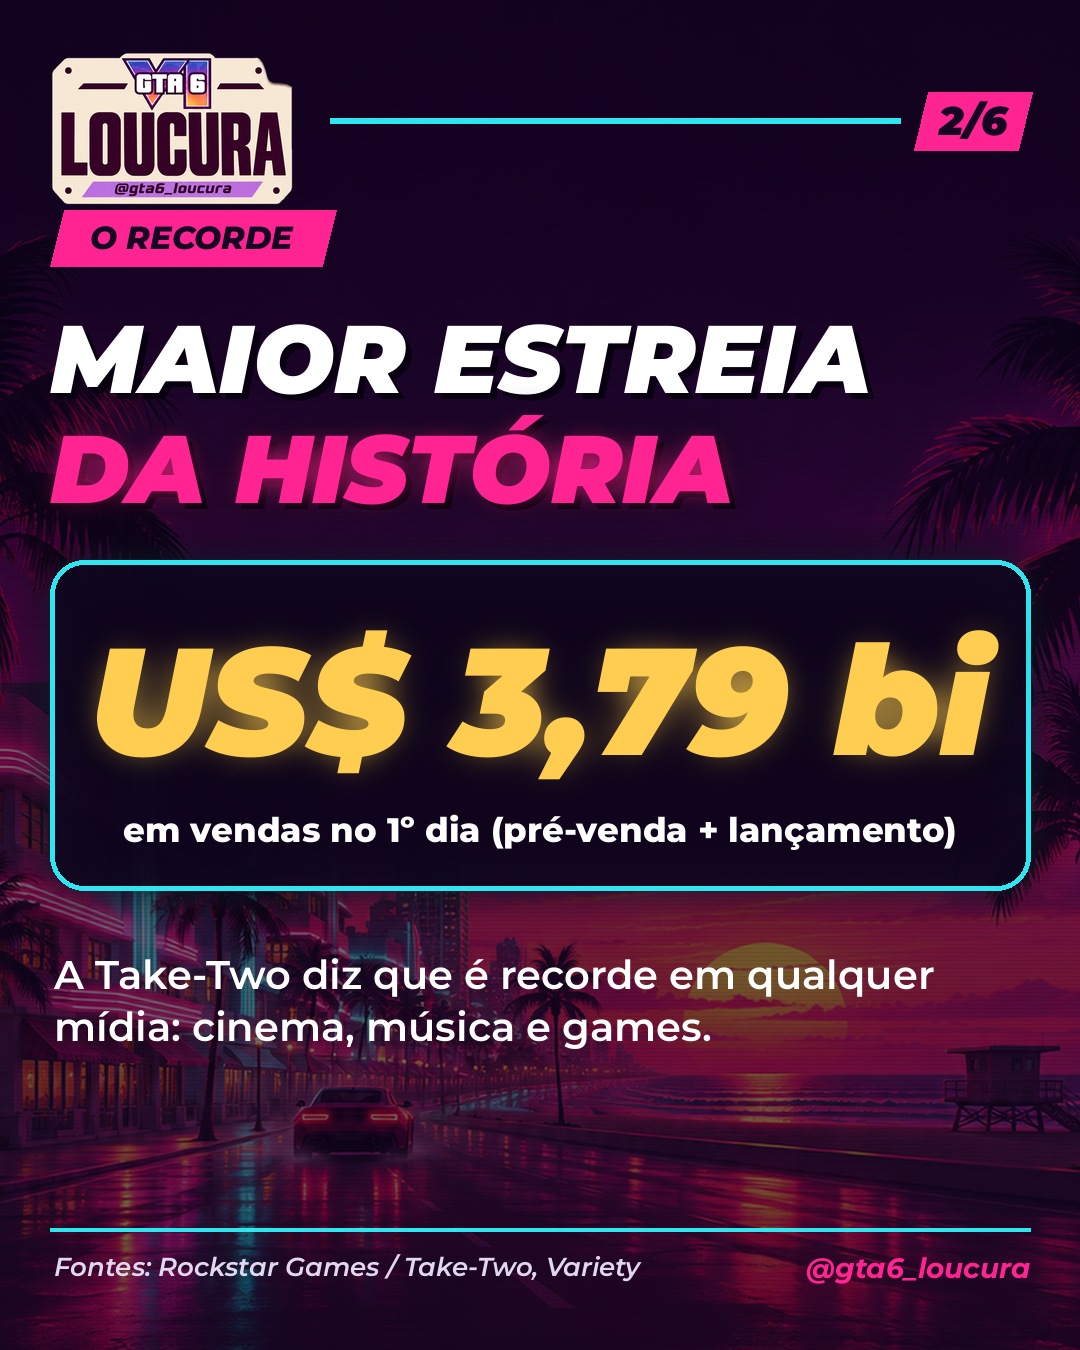 GTA 6
LOUCURA
@gta6_loucura
2/6
O RECORDE
MAIOR ESTREIA
DA HISTÓRIA
US$ 3,79 bi
em vendas no 1º dia (pré-venda + lançamento)
A Take-Two diz que é recorde em qualquer
mídia: cinema, música e games.
Fontes: Rockstar Games / Take-Two, Variety
@gta6_loucura